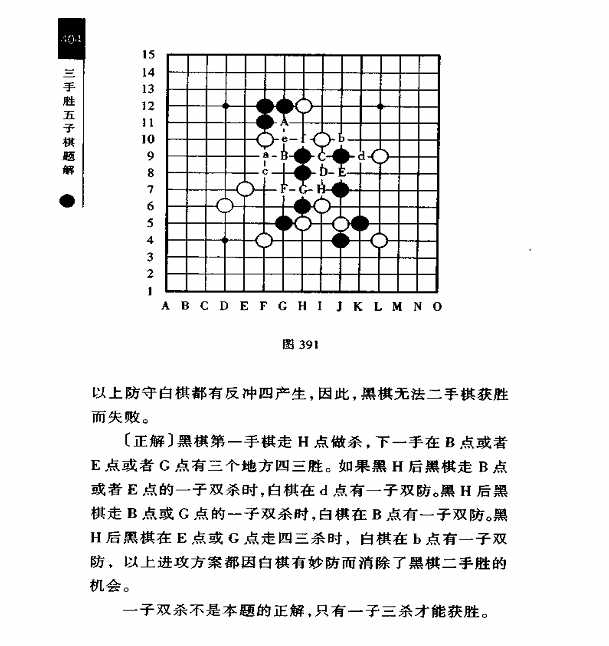 404
三手胜五子棋题解
15
14
13
12
11 A
10 e I b
9 a B C d
8 c D E
7 F G H
6
5
4
3
2
1
A B C D E F G H I J K L M N O
图 391
以上防守白棋都有反冲四产生，因此，黑棋无法二手棋获胜
而失败。
〔正解〕黑棋第一手棋走 H 点做杀，下一手在 B 点或者
E 点或者 G 点有三个地方四三胜。如果黑 H 后黑棋走 B 点
或者 E 点的一子双杀时，白棋在 d 点有一子双防。黑 H 后黑
棋走 B 点或 G 点的一子双杀时，白棋在 B 点有一子双防。黑
H 后黑棋在 E 点或 G 点走四三杀时，白棋在 b 点有一子双
防，以上进攻方案都因白棋有妙防而消除了黑棋二手胜的
机会。
一子双杀不是本题的正解，只有一子三杀才能获胜。